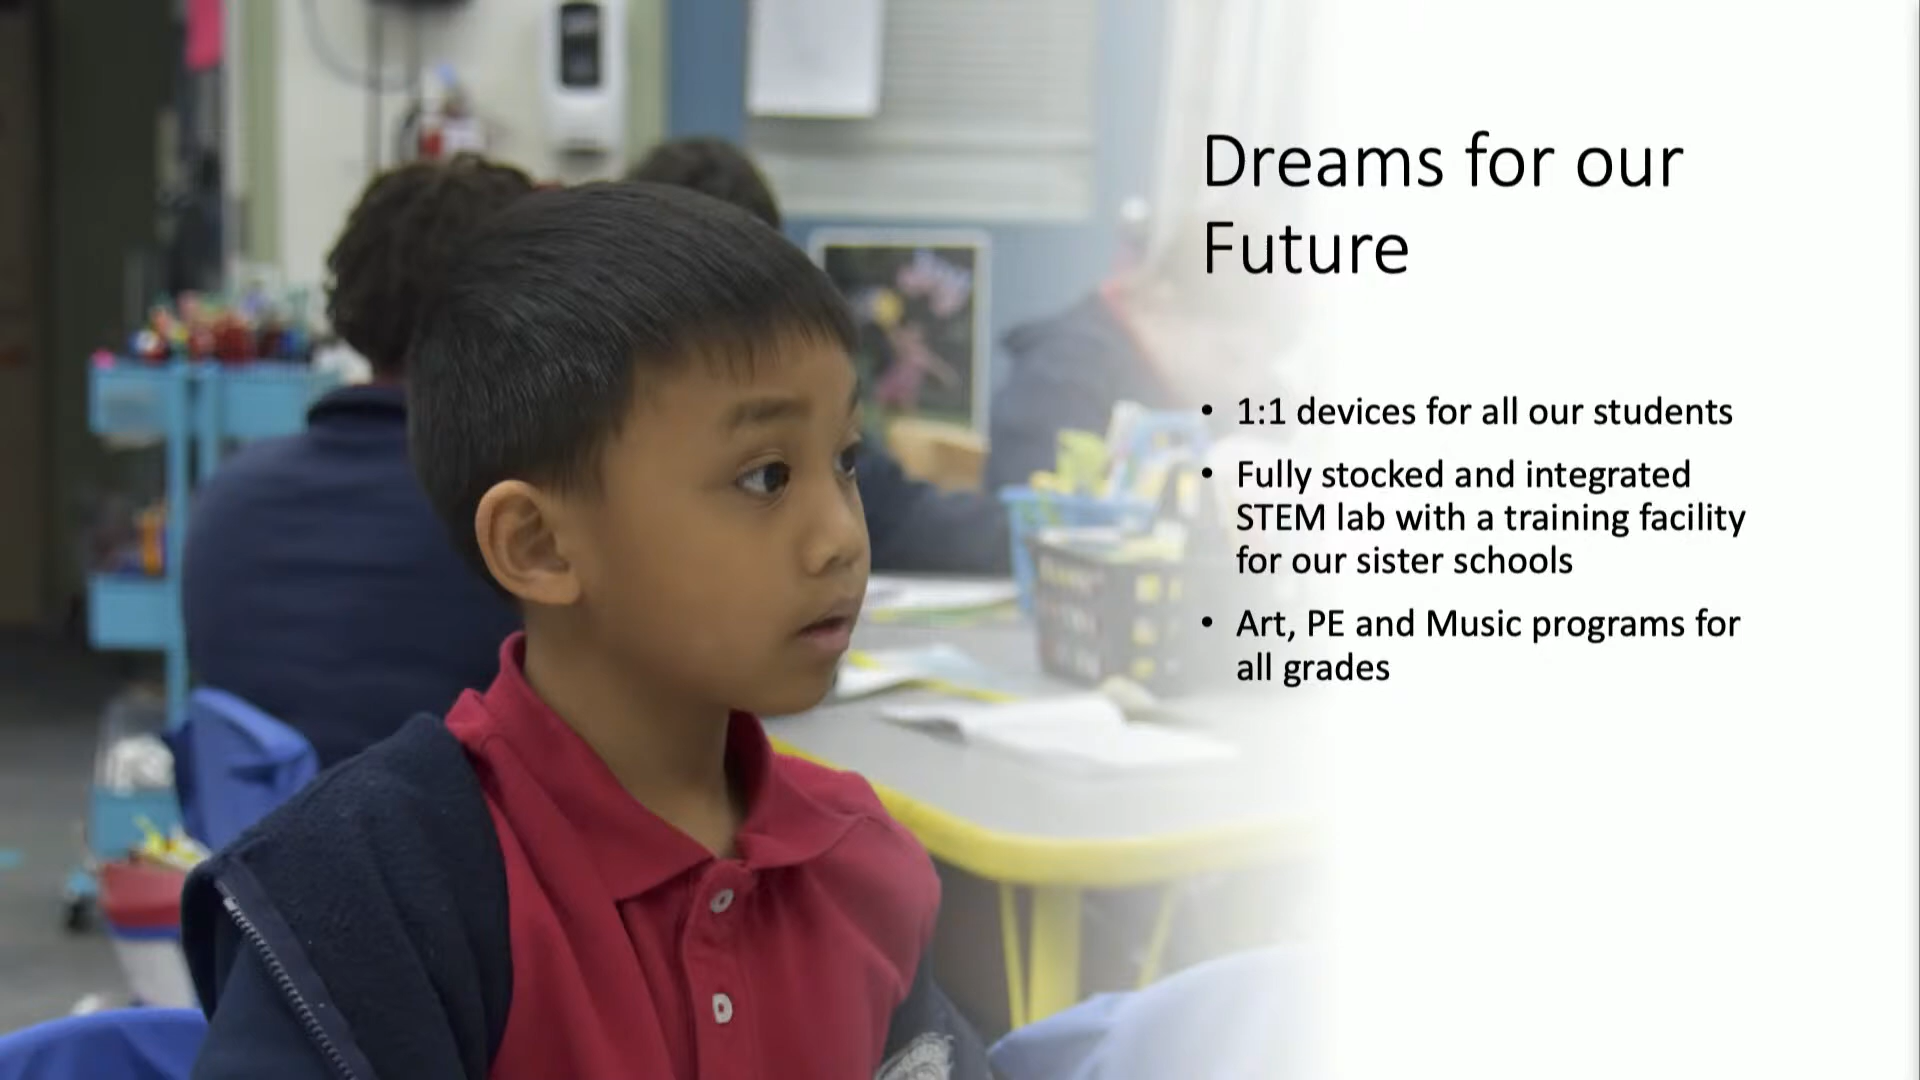 Dreams for our
Future
• 1:1 devices for all our students
• Fully stocked and integrated
STEM lab with a training facility
for our sister schools
• Art, PE and Music programs for
all grades